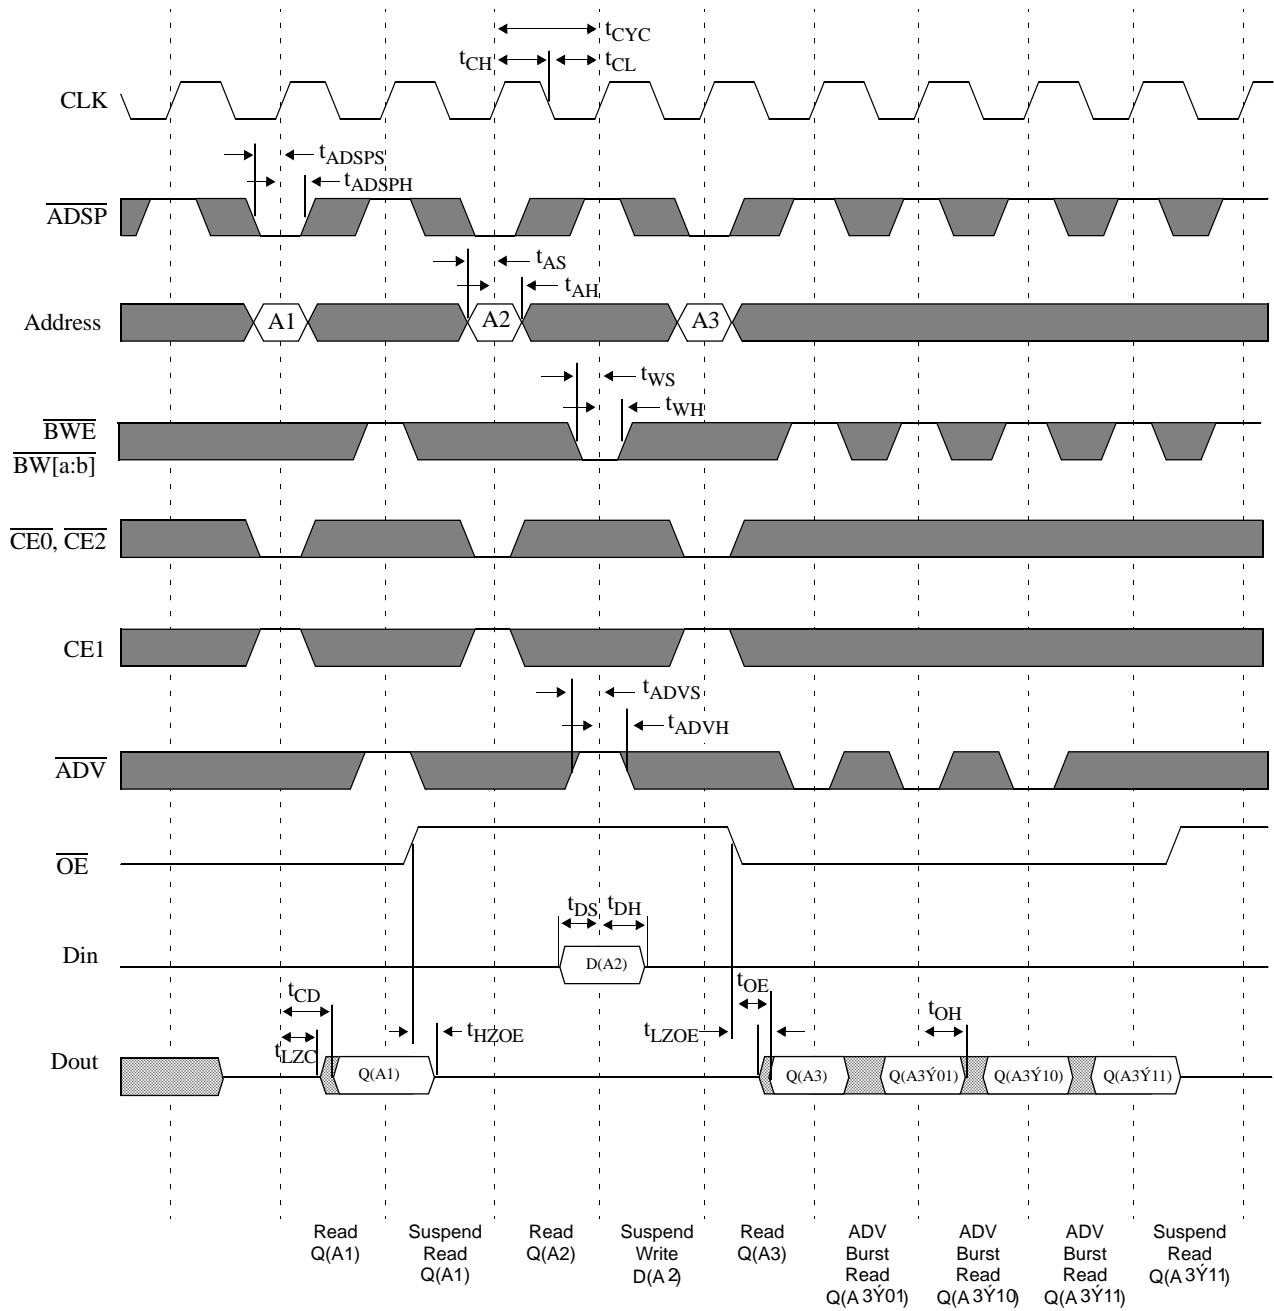 tCYC
tCH tCL
CLK
tADSPS
tADSPH
ADSP
tAS
tAH
Address A1 A2 A3
tWS
tWH
BWE
BW[a:b]
CE0, CE2
CE1
tADVS
tADVH
ADV
OE
tDS tDH
Din D(A2)
tCD tOE tOH
tLZC tHZOE tLZOE
Dout Q(A1) Q(A3) Q(A3Ý01) Q(A3Ý10) Q(A3Ý11)
Read
Q(A1)
Suspend
Read
Q(A1)
Read
Q(A2)
Suspend
Write
D(A2)
Read
Q(A3)
ADV
Burst
Read
Q(A3Ý01)
ADV
Burst
Read
Q(A3Ý10)
ADV
Burst
Read
Q(A3Ý11)
Suspend
Read
Q(A3Ý11)